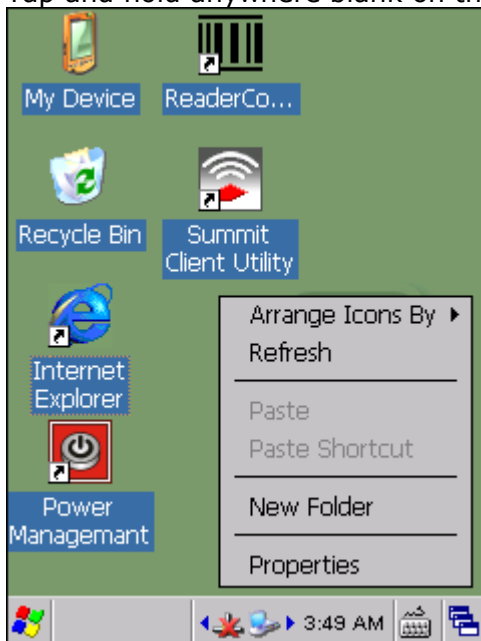 Tap and hold anywhere blank on th
My Device
ReaderCo...
Recycle Bin
Summit
Client Utility
Internet
Explorer
Power
Managemant
Arrange Icons By
Refresh
Paste
Paste Shortcut
New Folder
Properties
3:49 AM